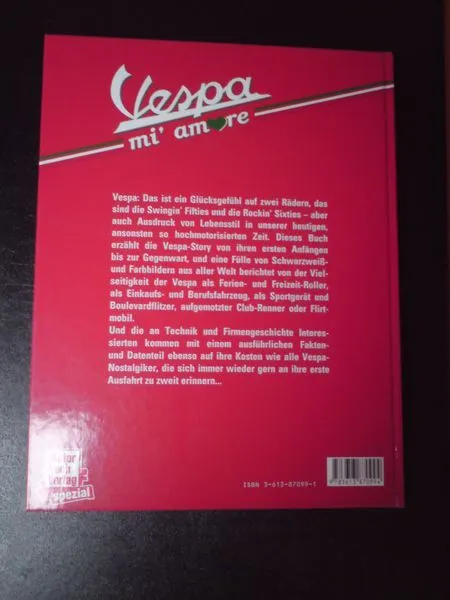 Vespa
mi' amore
Vespa: Das ist ein Glücksgefühl auf zwei Rädern, das
sind die Swingin' Fifties und die Rockin' Sixties – aber
auch Ausdruck von Lebensstil in unserer heutigen,
ansonsten so hochmotorisierten Zeit. Dieses Buch
erzählt die Vespa-Story von ihren ersten Anfängen
bis zur Gegenwart, und eine Fülle von Schwarzweiß-
und Farbbildern aus aller Welt berichtet von der Viel-
seitigkeit der Vespa als Ferien- und Freizeit-Roller,
als Einkaufs- und Berufsfahrzeug, als Sportgerät und
Boulevardflitzer, aufgemotzter Club-Renner oder Flirt-
mobil.
Und die an Technik und Firmengeschichte Interes-
sierten kommen mit einem ausführlichen Fakten-
und Datenteil ebenso auf ihre Kosten wie alle Vespa-
Nostalgiker, die sich immer wieder gern an ihre erste
Ausfahrt zu zweit erinnern...
spezial
9 783613 870994
ISBN 3-613-87099-1